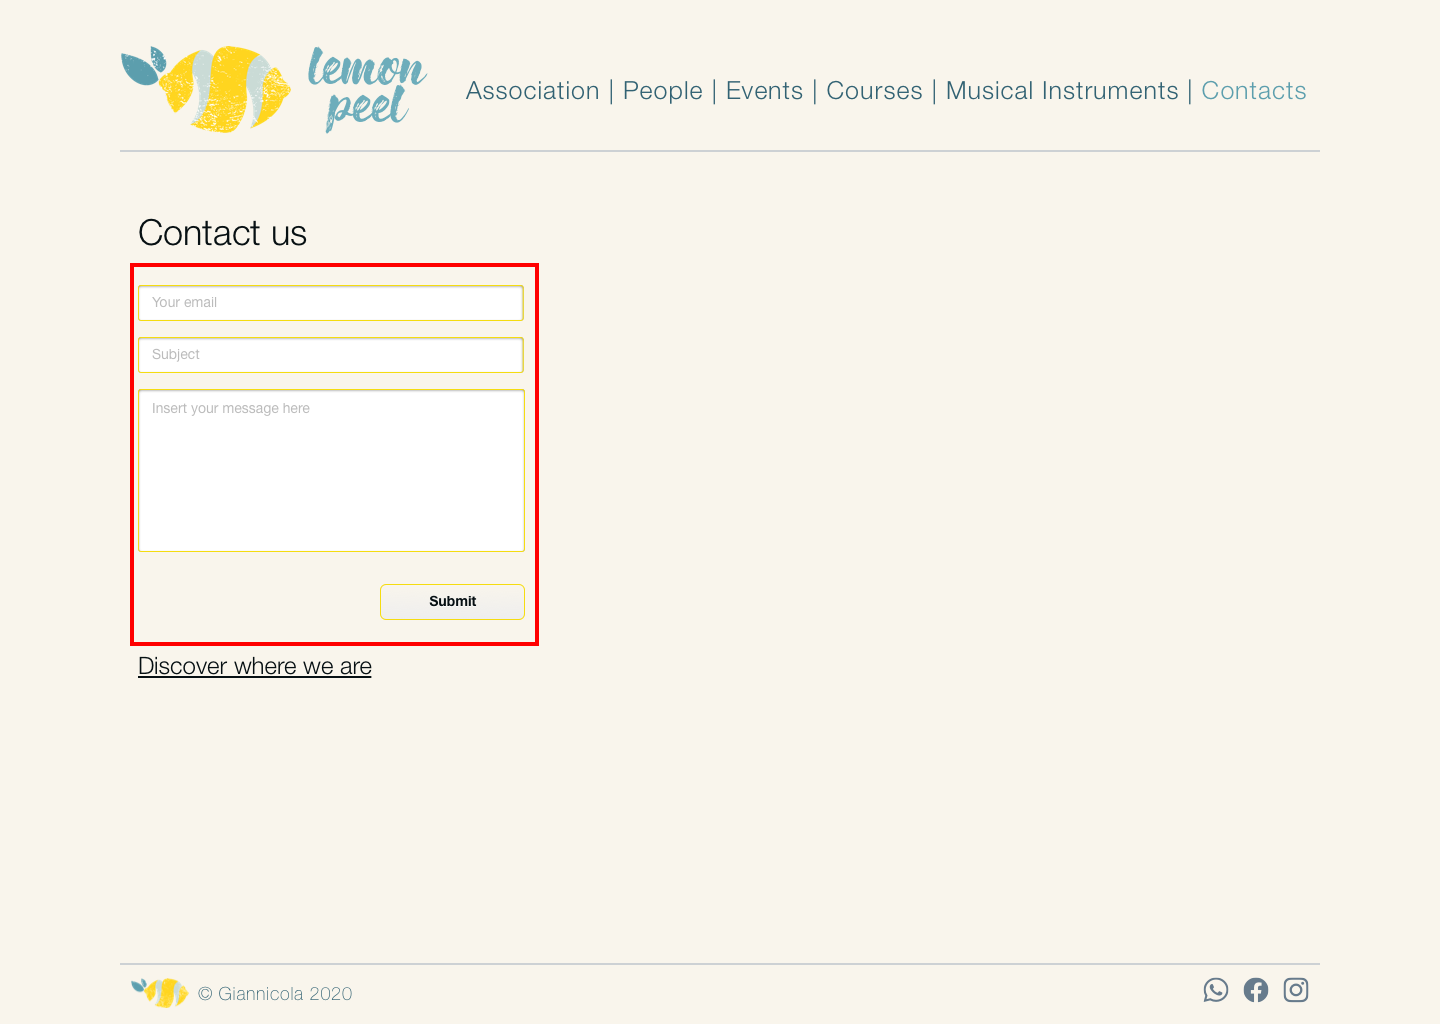 lemon
peel
Association | People | Events | Courses | Musical Instruments | Contacts
Contact us
Your email
Subject
Insert your message here
Submit
Discover where we are
© Giannicola 2020